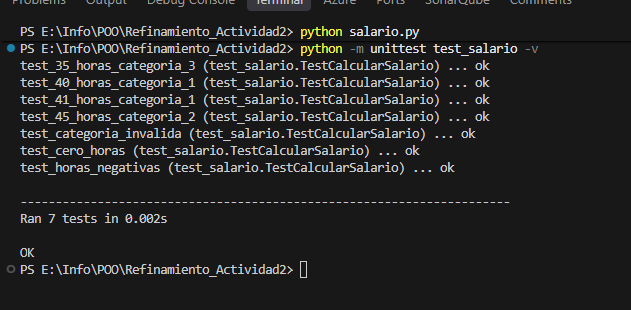 Problems Output Debug Console Terminal Azure Ports SonarQube Comments
PS E:\Info\POO\Refinamiento_Actividad2> python salario.py
PS E:\Info\POO\Refinamiento_Actividad2> python -m unittest test_salario -v
test_35_horas_categoria_3 (test_salario.TestCalcularSalario) ... ok
test_40_horas_categoria_1 (test_salario.TestCalcularSalario) ... ok
test_41_horas_categoria_1 (test_salario.TestCalcularSalario) ... ok
test_45_horas_categoria_2 (test_salario.TestCalcularSalario) ... ok
test_categoria_invalida (test_salario.TestCalcularSalario) ... ok
test_cero_horas (test_salario.TestCalcularSalario) ... ok
test_horas_negativas (test_salario.TestCalcularSalario) ... ok
----------------------------------------------------------------------
Ran 7 tests in 0.002s
OK
PS E:\Info\POO\Refinamiento_Actividad2>